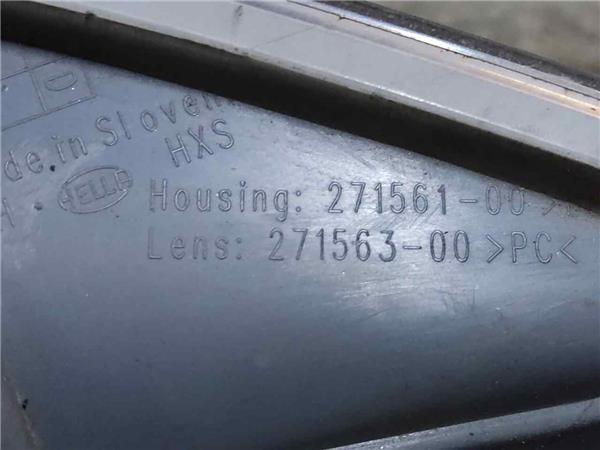 D
de in Sloven
HXS
HELLA
Housing: 271561-00 >
Lens: 271563-00 >PC<